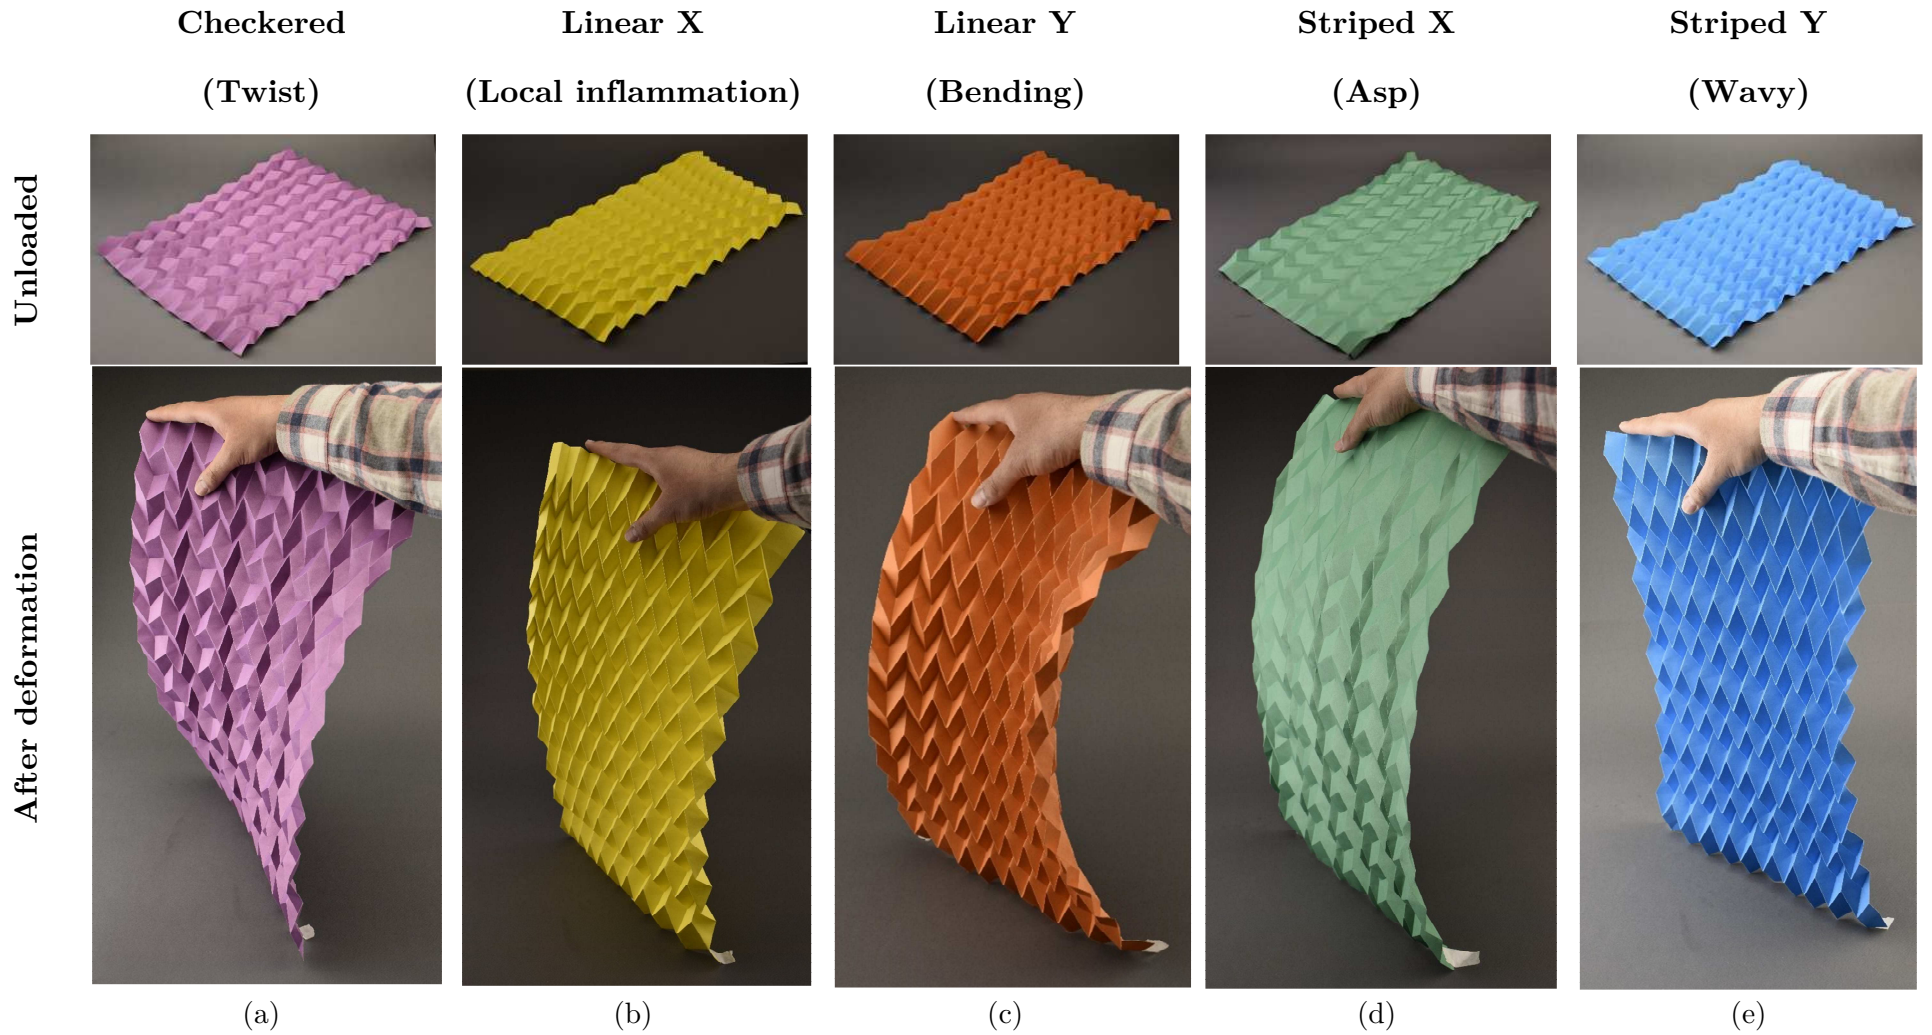 Checkered
Linear X
Linear Y
Striped X
Striped Y
(Twist)
(Local inflammation)
(Bending)
(Asp)
(Wavy)
Unloaded
After deformation
(a)
(b)
(c)
(d)
(e)